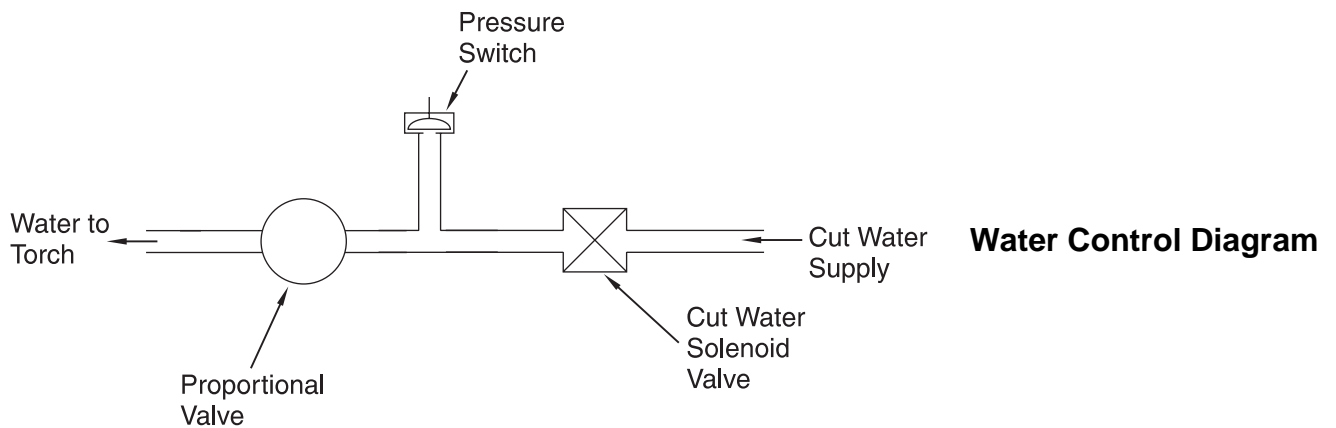 Pressure
Switch
Water to
Torch
Cut Water
Supply
Water Control Diagram
Cut Water
Solenoid
Valve
Proportional
Valve